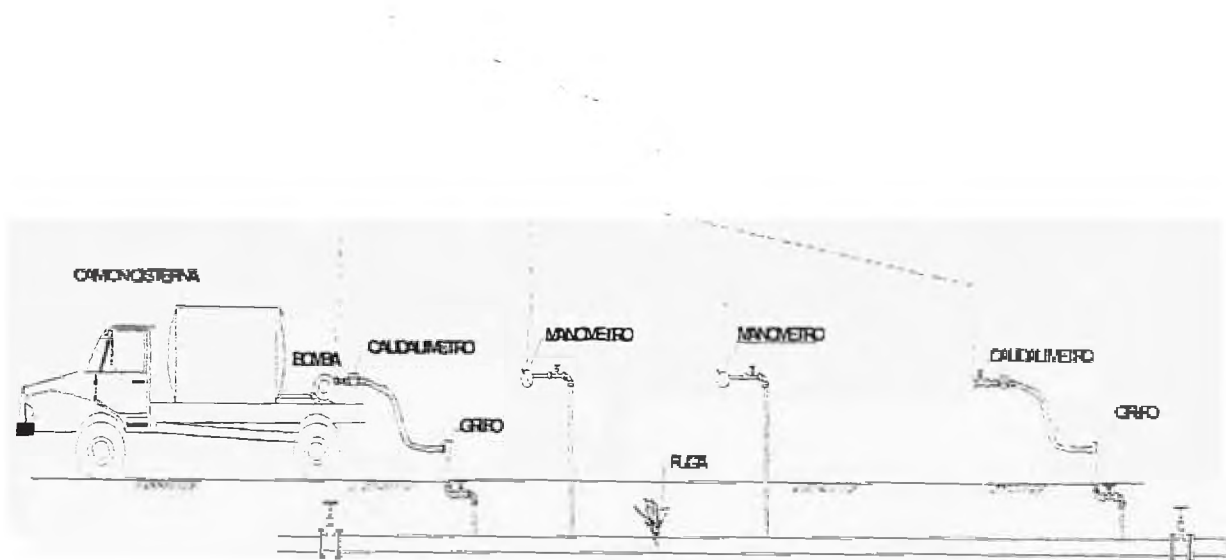 CAMION CISTERNA
BOMBA
CAUDALIMETRO
MANOMETRO
MANOMETRO
CAUDALIMETRO
GRIFO
GRIFO
FUGA